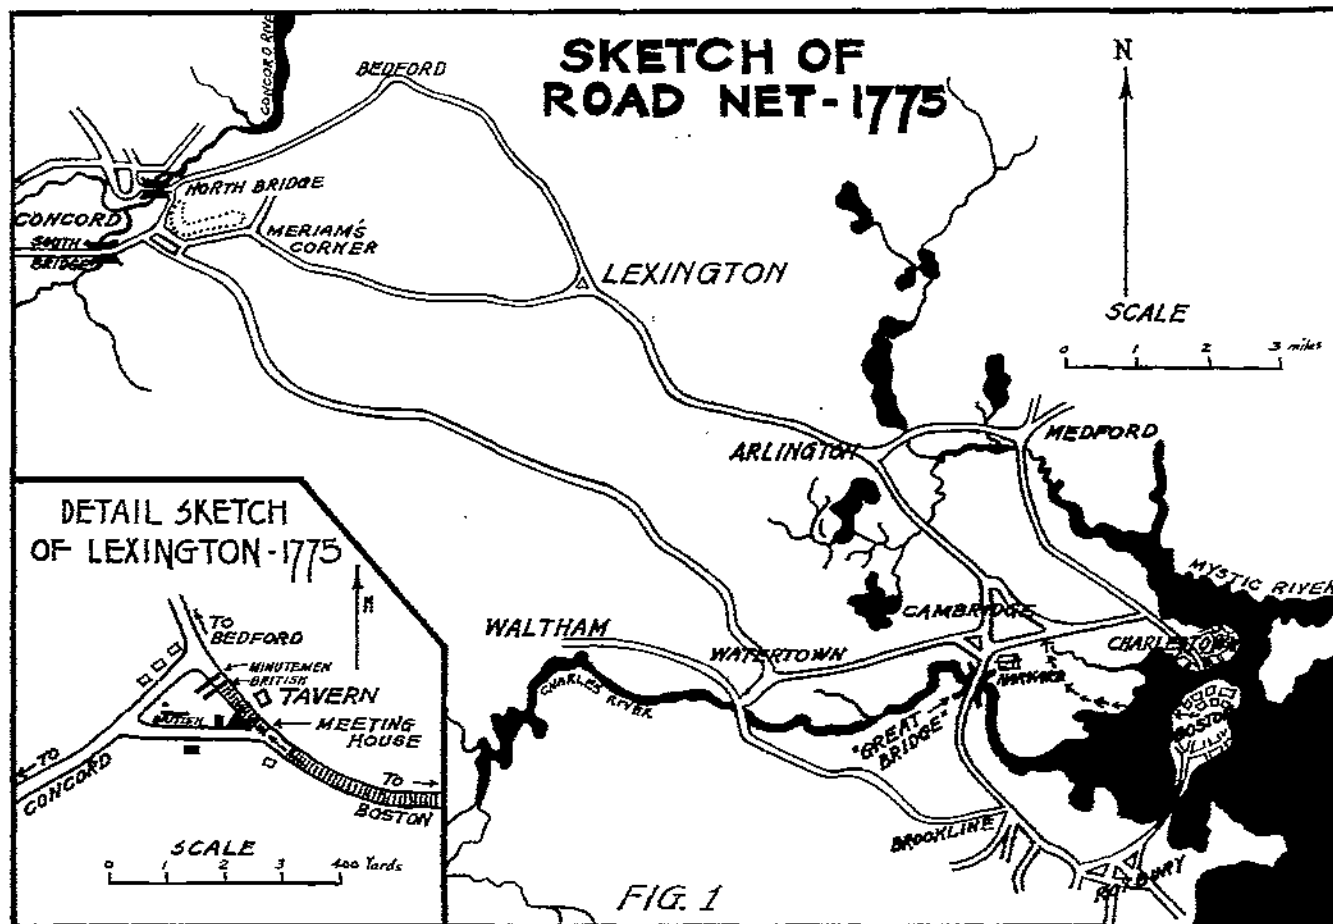 SKETCH OF
ROAD NET-1775
N
SCALE
0 1 2 3 miles
CONCORD RIVER
BEDFORD
NORTH BRIDGE
CONCORD
BRIDGE
MERIAM'S
CORNER
LEXINGTON
ARLINGTON
MEDFORD
MYSTIC RIVER
CAMBRIDGE
CHARLESTOWN
WALTHAM
WATERTOWN
CHARLES RIVER
"GREAT
BRIDGE"
BOSTON
BROOKLINE
ROXBURY
DETAIL SKETCH
OF LEXINGTON-1775
N
TO
BEDFORD
MINUTEMEN
BRITISH
TAVERN
MEETING
HOUSE
TO
CONCORD
TO
BOSTON
SCALE
0 1 2 3 400 Yards
FIG. 1